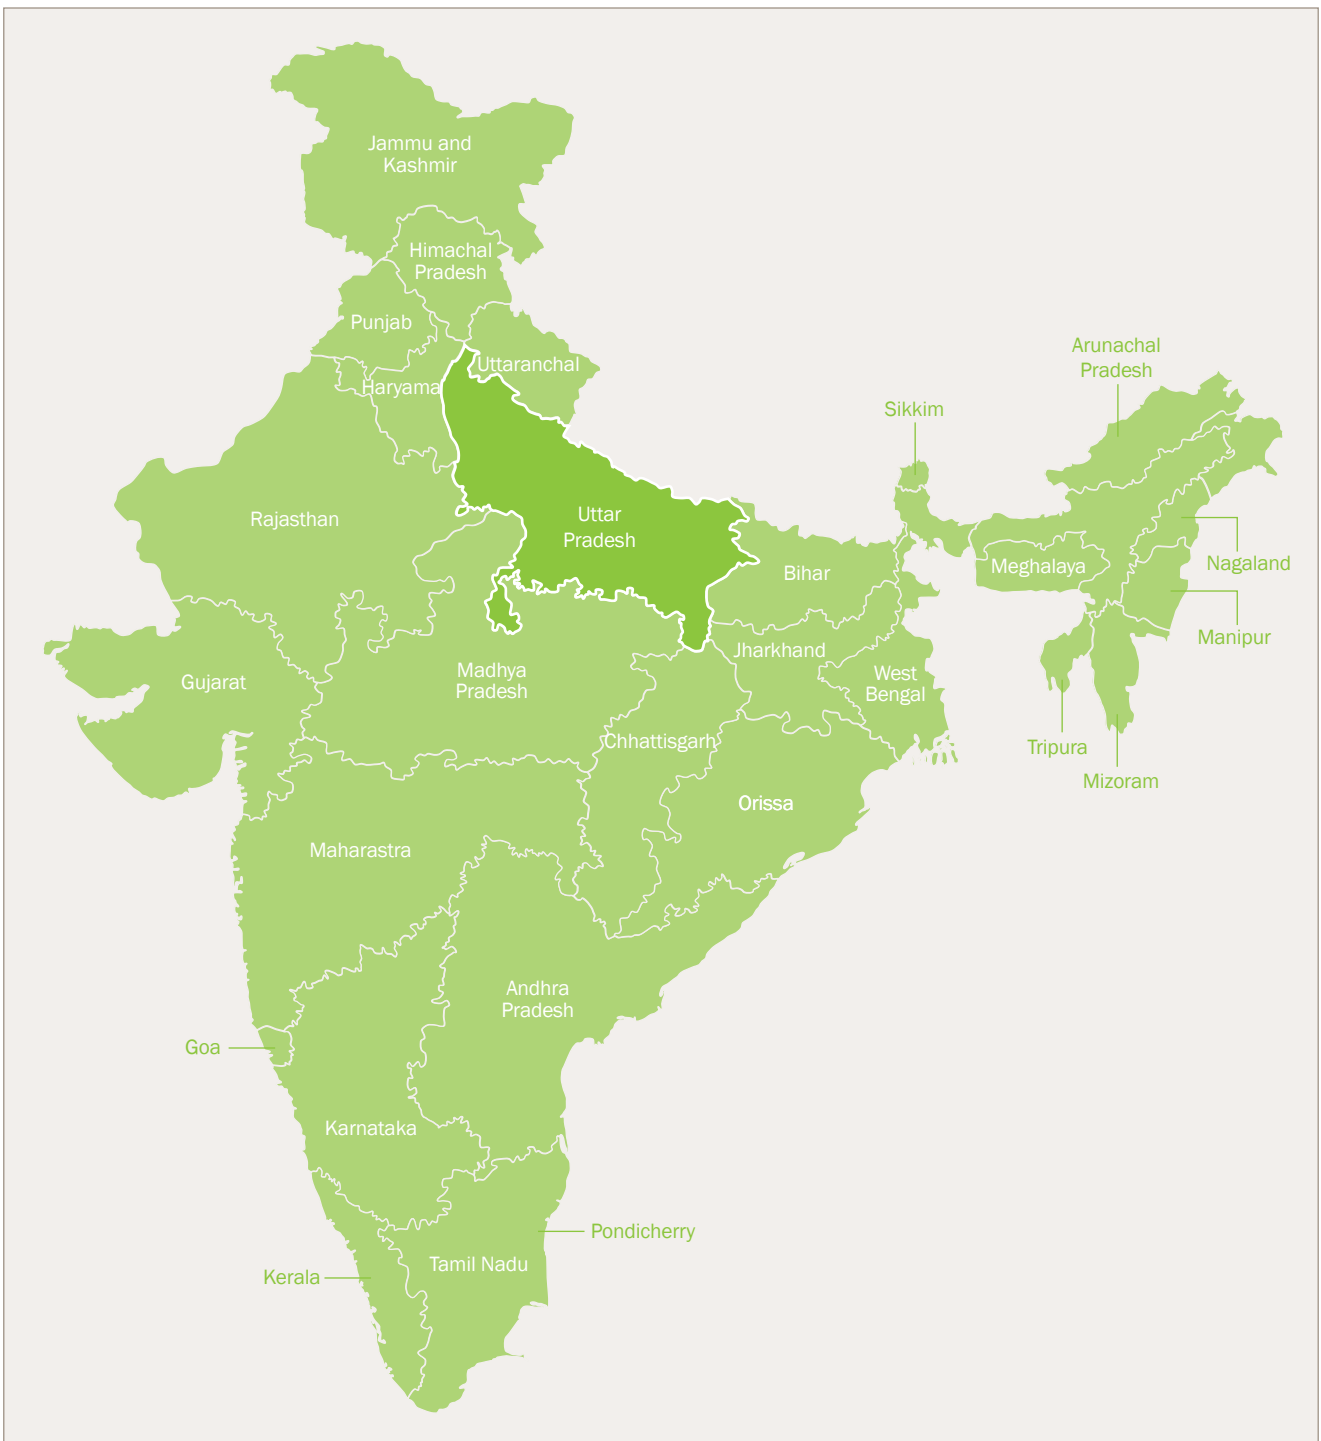 Jammu and
Kashmir
Himachal
Pradesh
Punjab
Uttaranchal
Haryama
Arunachal
Pradesh
Sikkim
Rajasthan
Uttar
Pradesh
Bihar
Meghalaya
Nagaland
Manipur
Jharkhand
Gujarat
Madhya
Pradesh
West
Bengal
Chhattisgarh
Tripura
Mizoram
Orissa
Maharastra
Andhra
Pradesh
Goa
Karnataka
Pondicherry
Tamil Nadu
Kerala